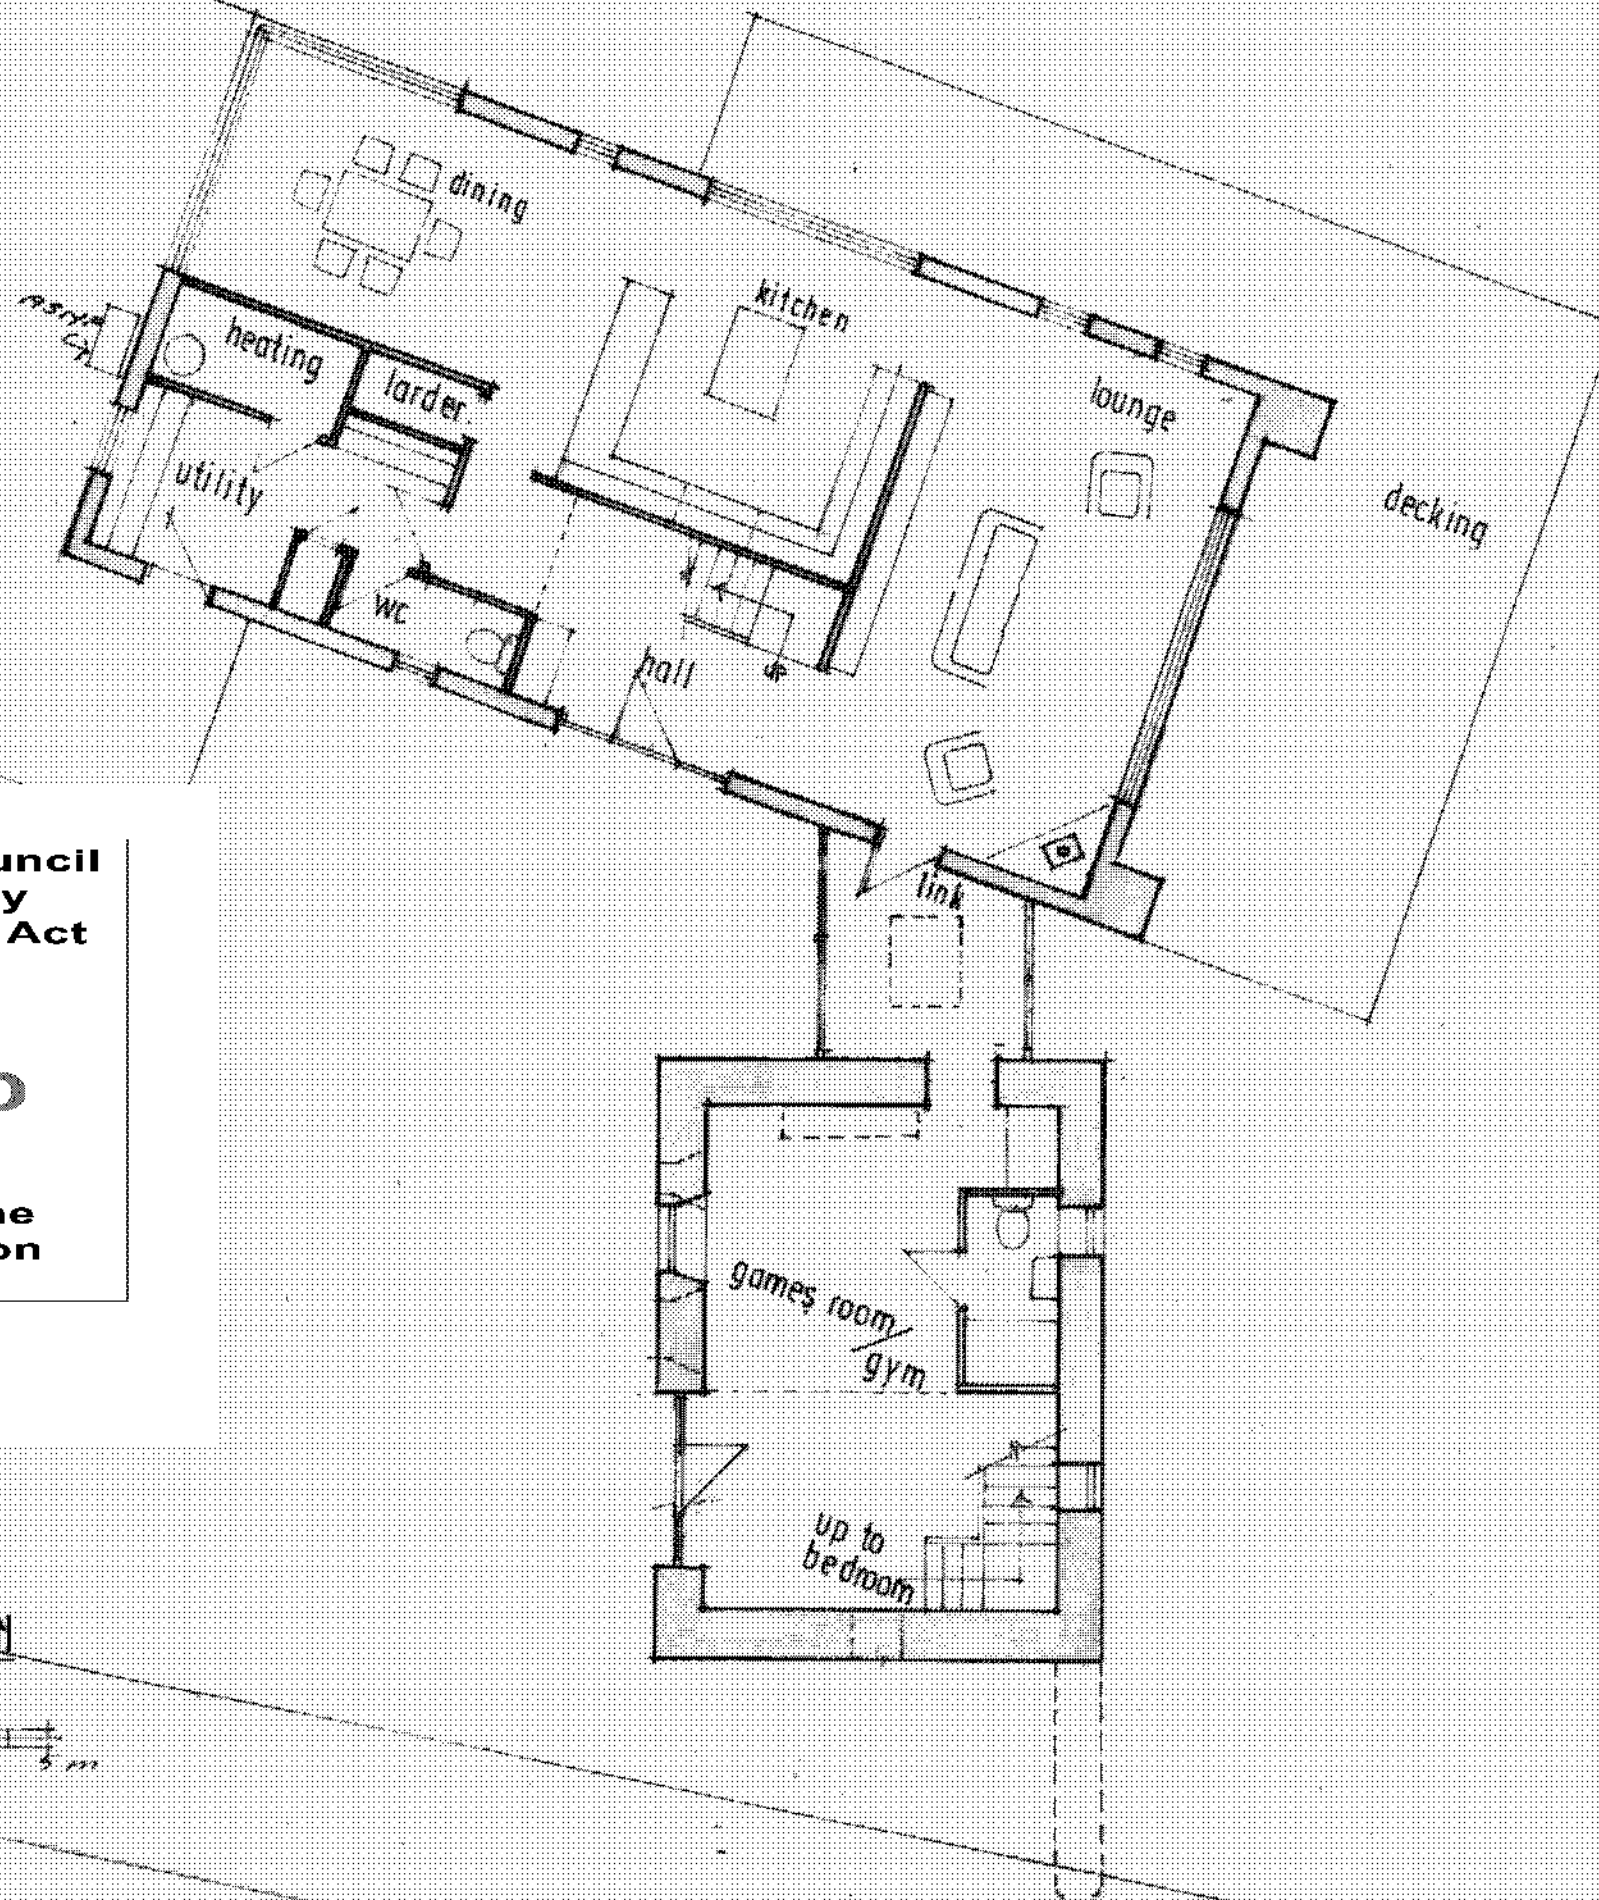 dining
kitchen
heating
larder
lounge
utility
decking
wc
hall
link
uncil
y
Act
ne
on
games room/
gym
up to
bedroom
m